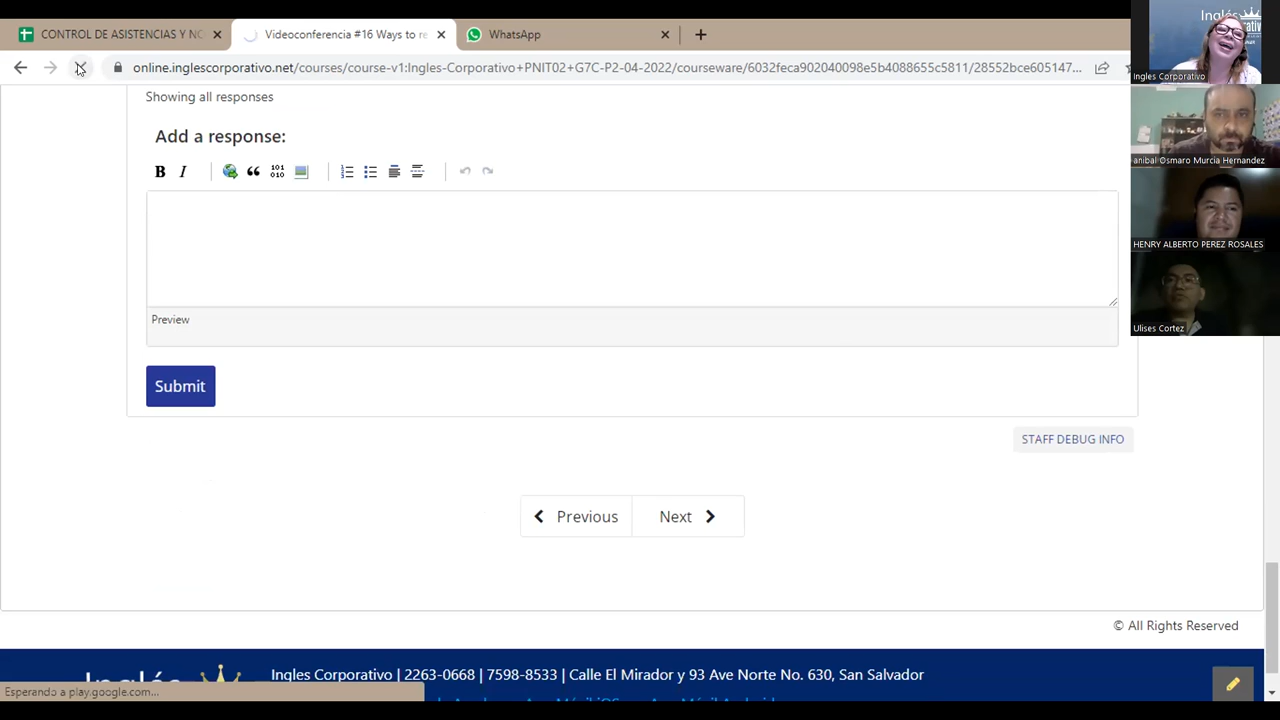 CONTROL DE ASISTENCIAS Y NO
Videoconferencia #16 Ways to re
WhatsApp
online.inglescorporativo.net/courses/course-v1:Ingles-Corporativo+PNIT02+G7C-P2-04-2022/courseware/6032feca902040098e5b4088655c5811/28552bce605147...
Inglés
Ingles Corporativo
anibal Osmaro Murcia Hernandez
HENRY ALBERTO PEREZ ROSALES
Ulises Cortez
Showing all responses
Add a response:
B I
Preview
Submit
STAFF DEBUG INFO
Previous Next
© All Rights Reserved
Inglés
Ingles Corporativo | 2263-0668 | 7598-8533 | Calle El Mirador y 93 Ave Norte No. 630, San Salvador
Esperando a play.google.com...